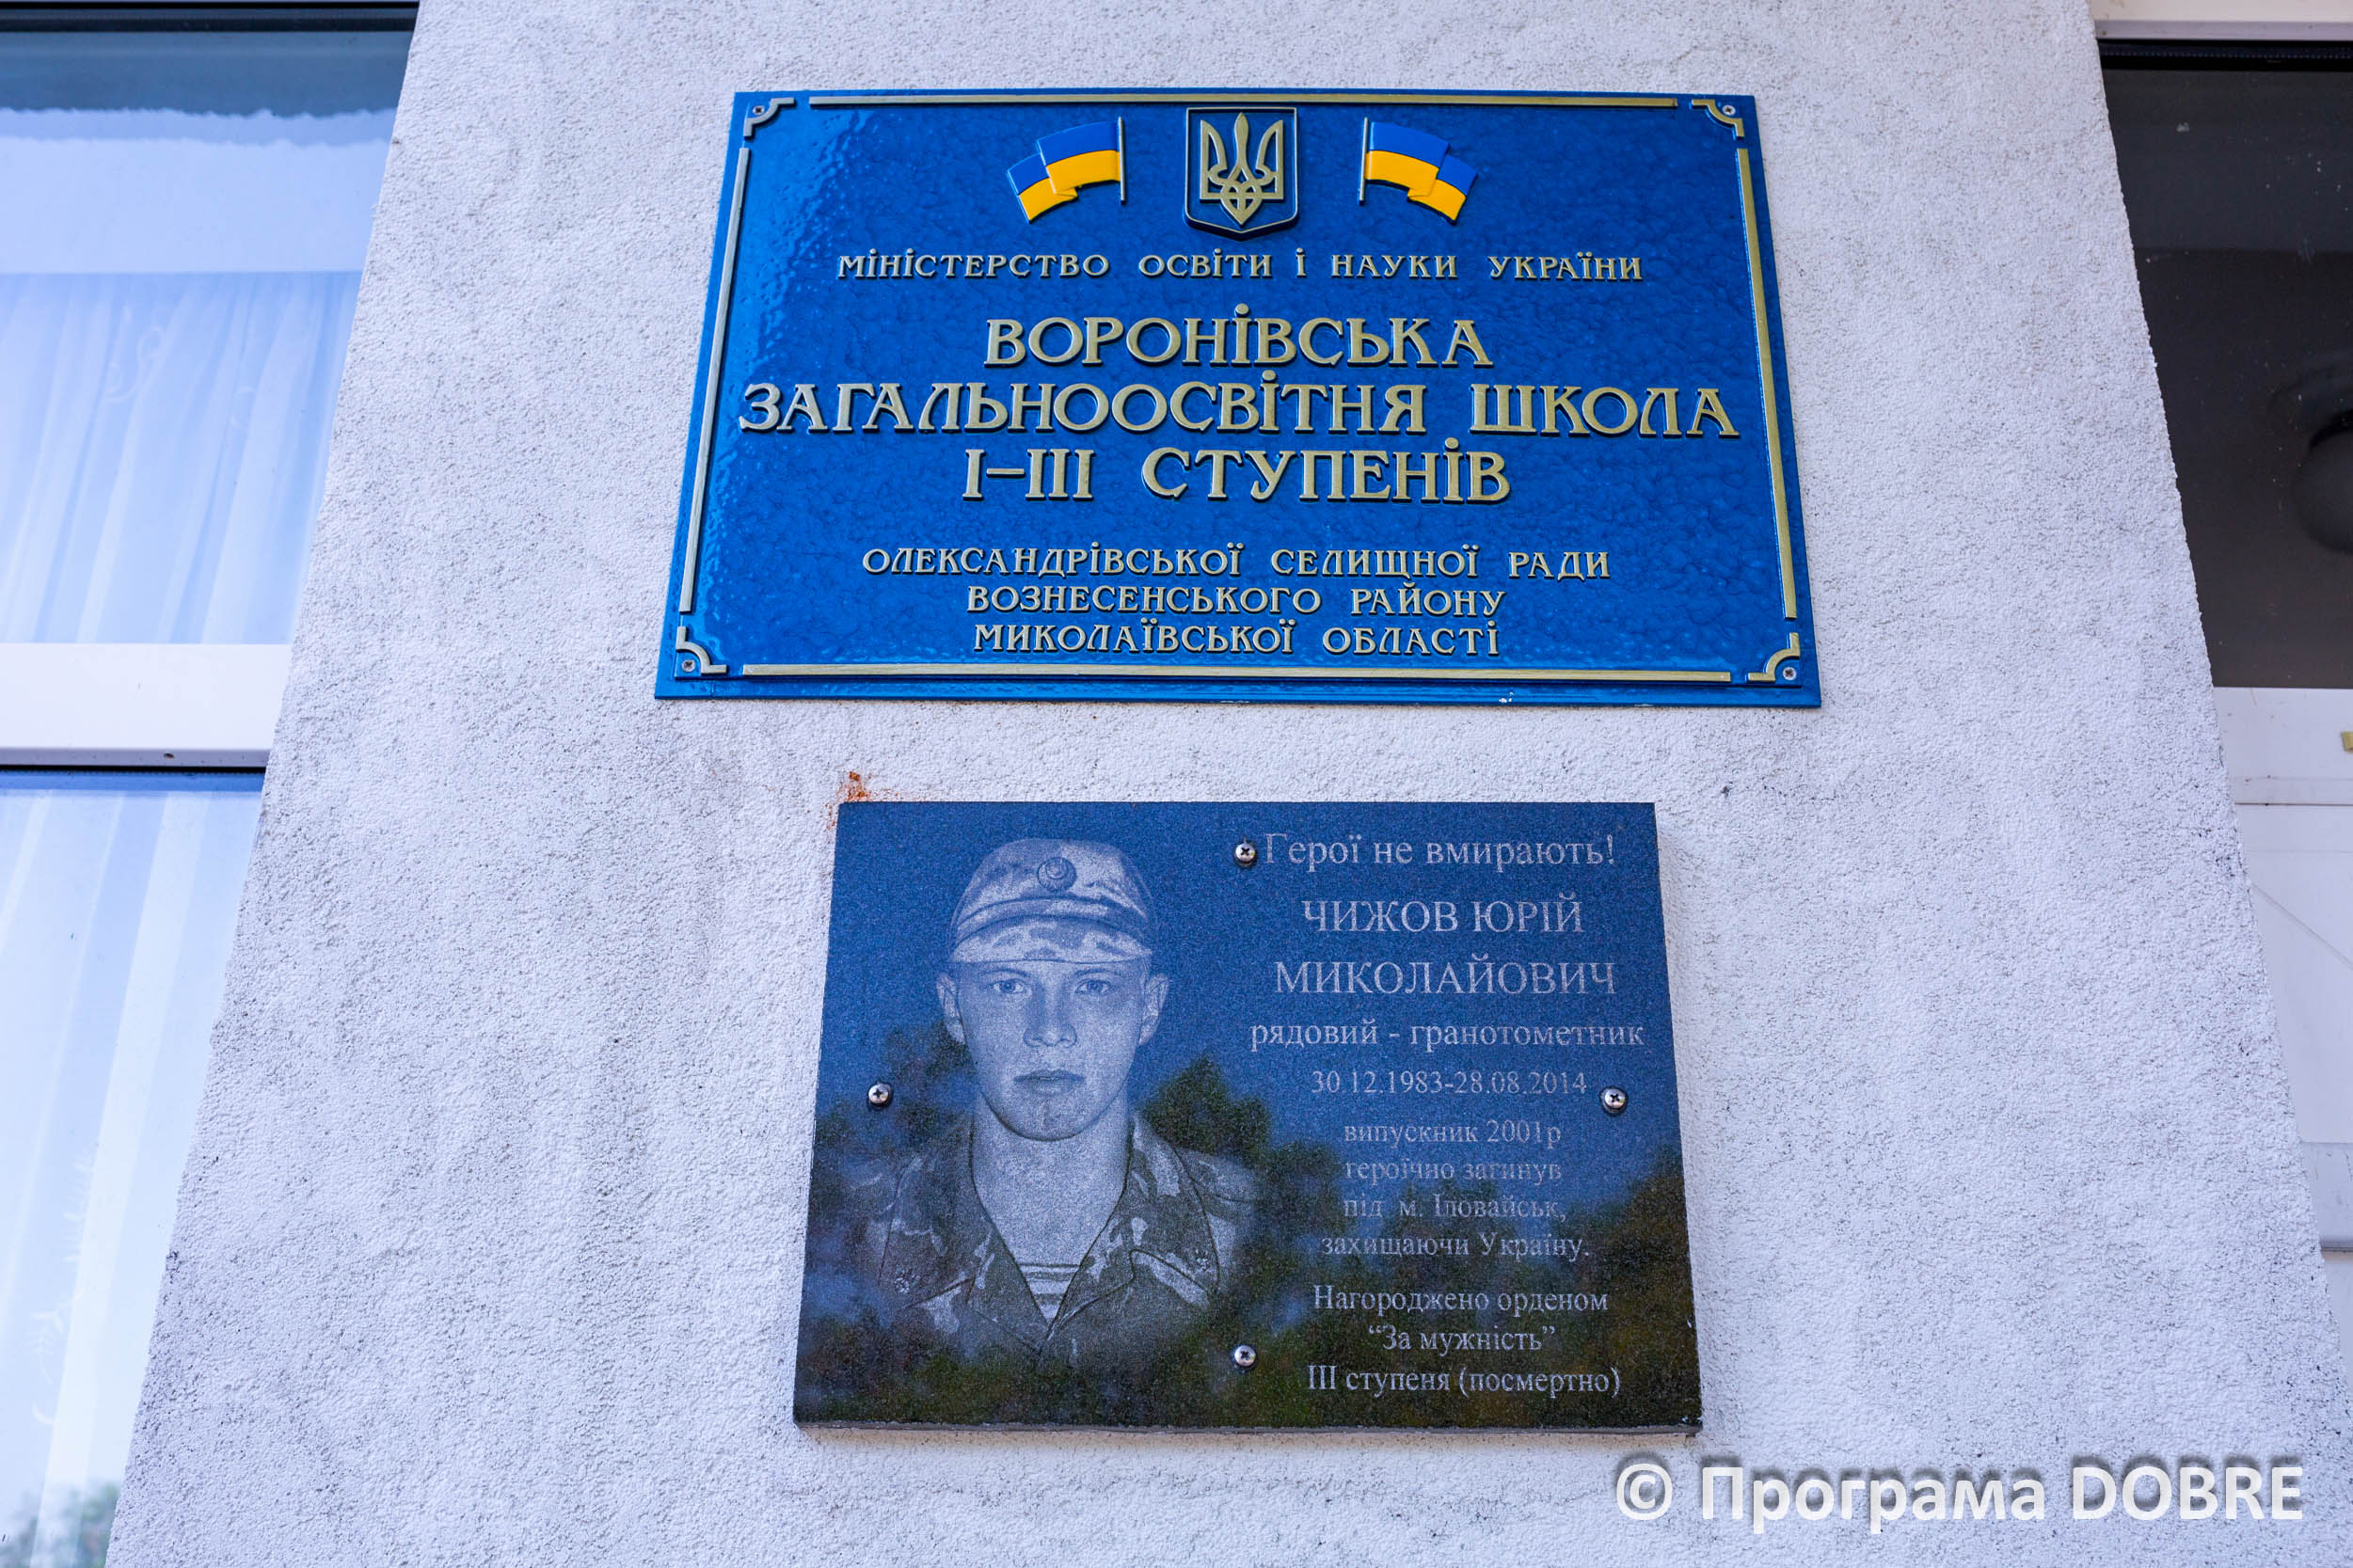 МІНІСТЕРСТВО ОСВІТИ І НАУКИ УКРАЇНИ
ВОРОНІВСЬКА
ЗАГАЛЬНООСВІТНЯ ШКОЛА
І–ІІІ СТУПЕНІВ
ОЛЕКСАНДРІВСЬКОЇ СЕЛИЩНОЇ РАДИ
ВОЗНЕСЕНСЬКОГО РАЙОНУ
МИКОЛАЇВСЬКОЇ ОБЛАСТІ
Герої не вмирають!
ЧИЖОВ ЮРІЙ
МИКОЛАЙОВИЧ
рядовий - гранотометник
30.12.1983-28.08.2014
випускник 2001р
героїчно загинув
під м. Іловайськ,
захищаючи Україну.
Нагороджено орденом
“За мужність”
ІІІ ступеня (посмертно)
© Програма DOBRE